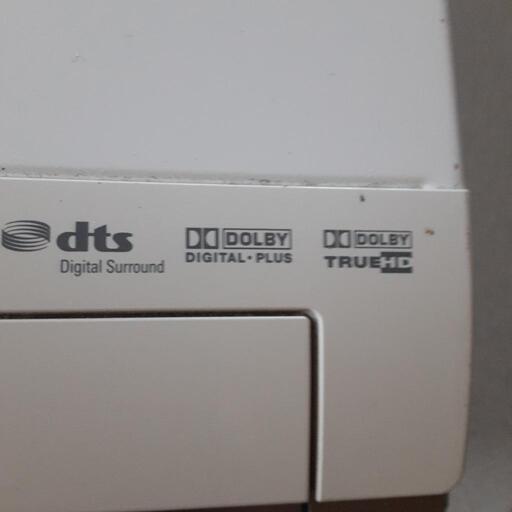 dts
Digital Surround
DOLBY
DIGITAL·PLUS
DOLBY
TRUEHD